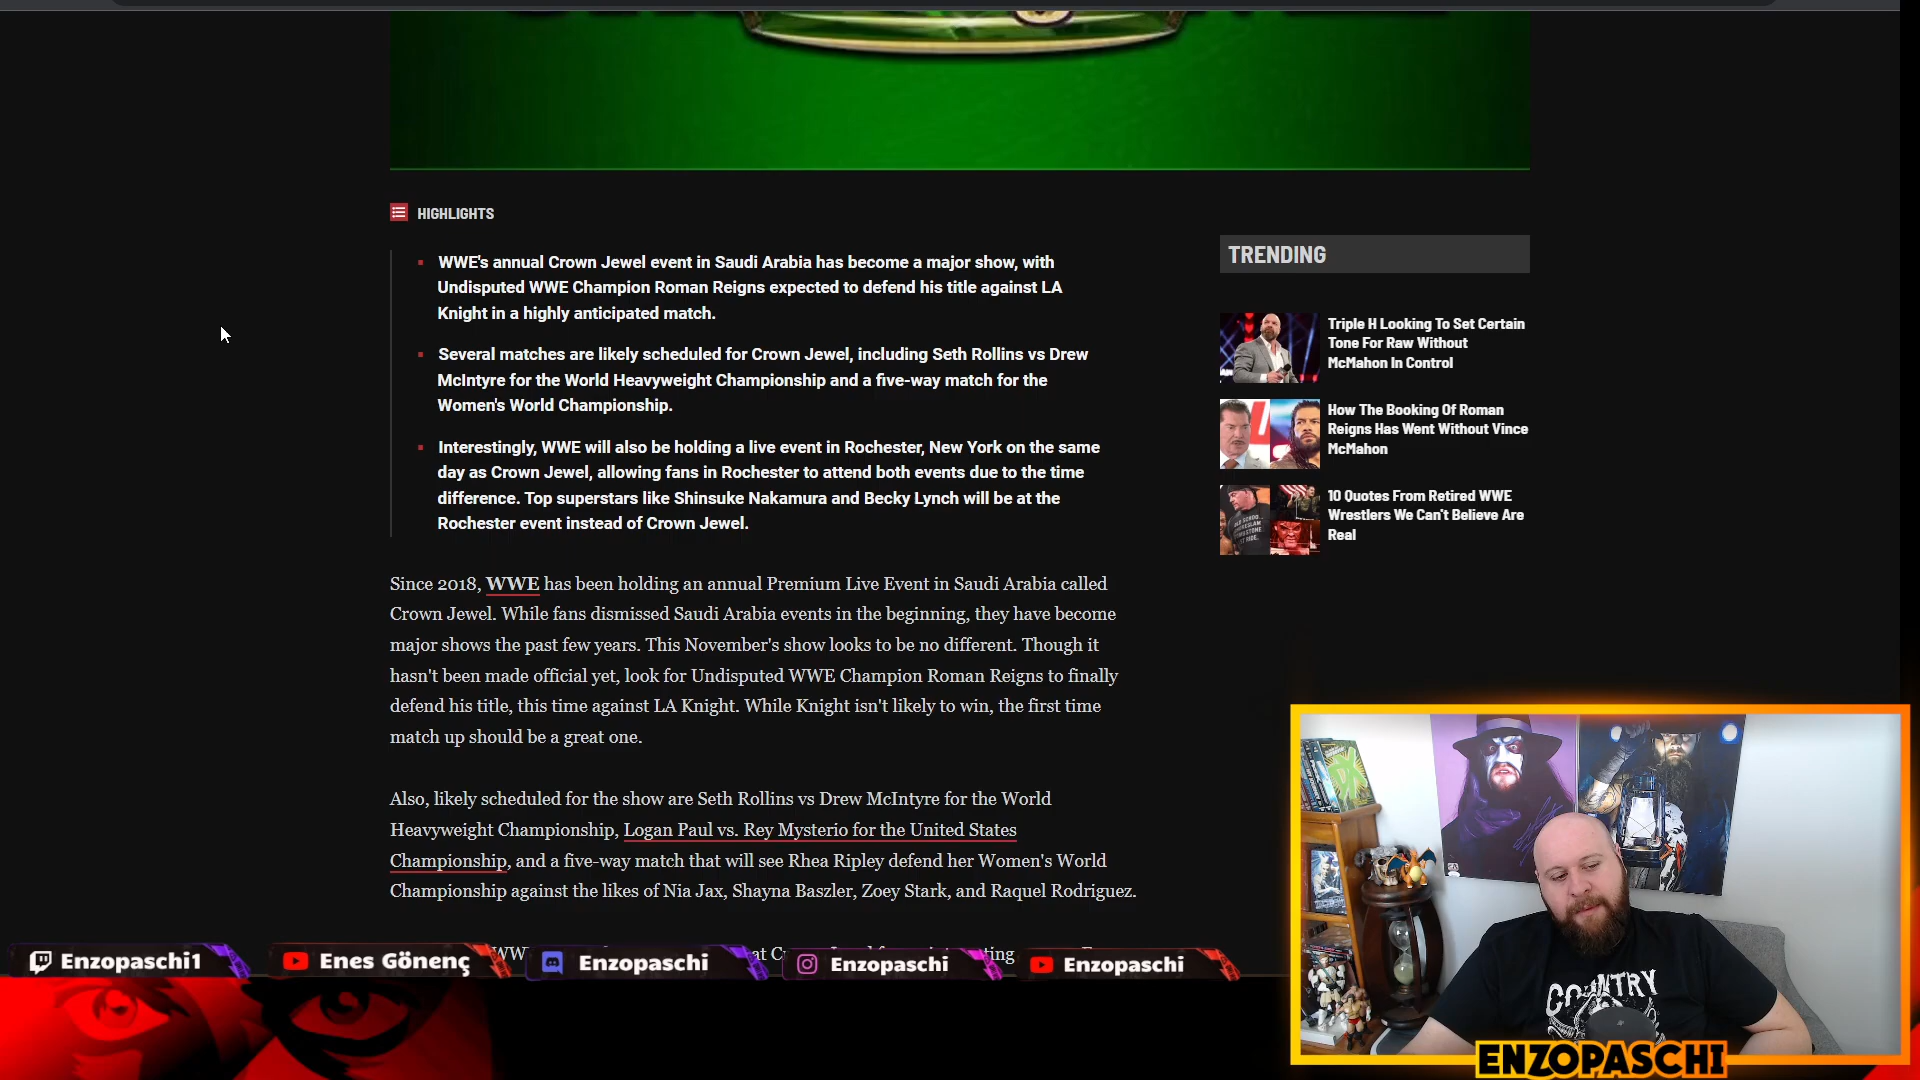 HIGHLIGHTS
WWE's annual Crown Jewel event in Saudi Arabia has become a major show, with
Undisputed WWE Champion Roman Reigns expected to defend his title against LA
Knight in a highly anticipated match.
Several matches are likely scheduled for Crown Jewel, including Seth Rollins vs Drew
McIntyre for the World Heavyweight Championship and a five-way match for the
Women's World Championship.
Interestingly, WWE will also be holding a live event in Rochester, New York on the same
day as Crown Jewel, allowing fans in Rochester to attend both events due to the time
difference. Top superstars like Shinsuke Nakamura and Becky Lynch will be at the
Rochester event instead of Crown Jewel.
Since 2018, WWE has been holding an annual Premium Live Event in Saudi Arabia called
Crown Jewel. While fans dismissed Saudi Arabia events in the beginning, they have become
major shows the past few years. This November's show looks to be no different. Though it
hasn't been made official yet, look for Undisputed WWE Champion Roman Reigns to finally
defend his title, this time against LA Knight. While Knight isn't likely to win, the first time
match up should be a great one.
Also, likely scheduled for the show are Seth Rollins vs Drew McIntyre for the World
Heavyweight Championship, Logan Paul vs. Rey Mysterio for the United States
Championship, and a five-way match that will see Rhea Ripley defend her Women's World
Championship against the likes of Nia Jax, Shayna Baszler, Zoey Stark, and Raquel Rodriguez.
TRENDING
Triple H Looking To Set Certain
Tone For Raw Without
McMahon In Control
How The Booking Of Roman
Reigns Has Went Without Vince
McMahon
10 Quotes From Retired WWE
Wrestlers We Can't Believe Are
Real
Enzopaschi1
Enes Gönenç
Enzopaschi
Enzopaschi
Enzopaschi
COUNTRY
ENZOPASCHI